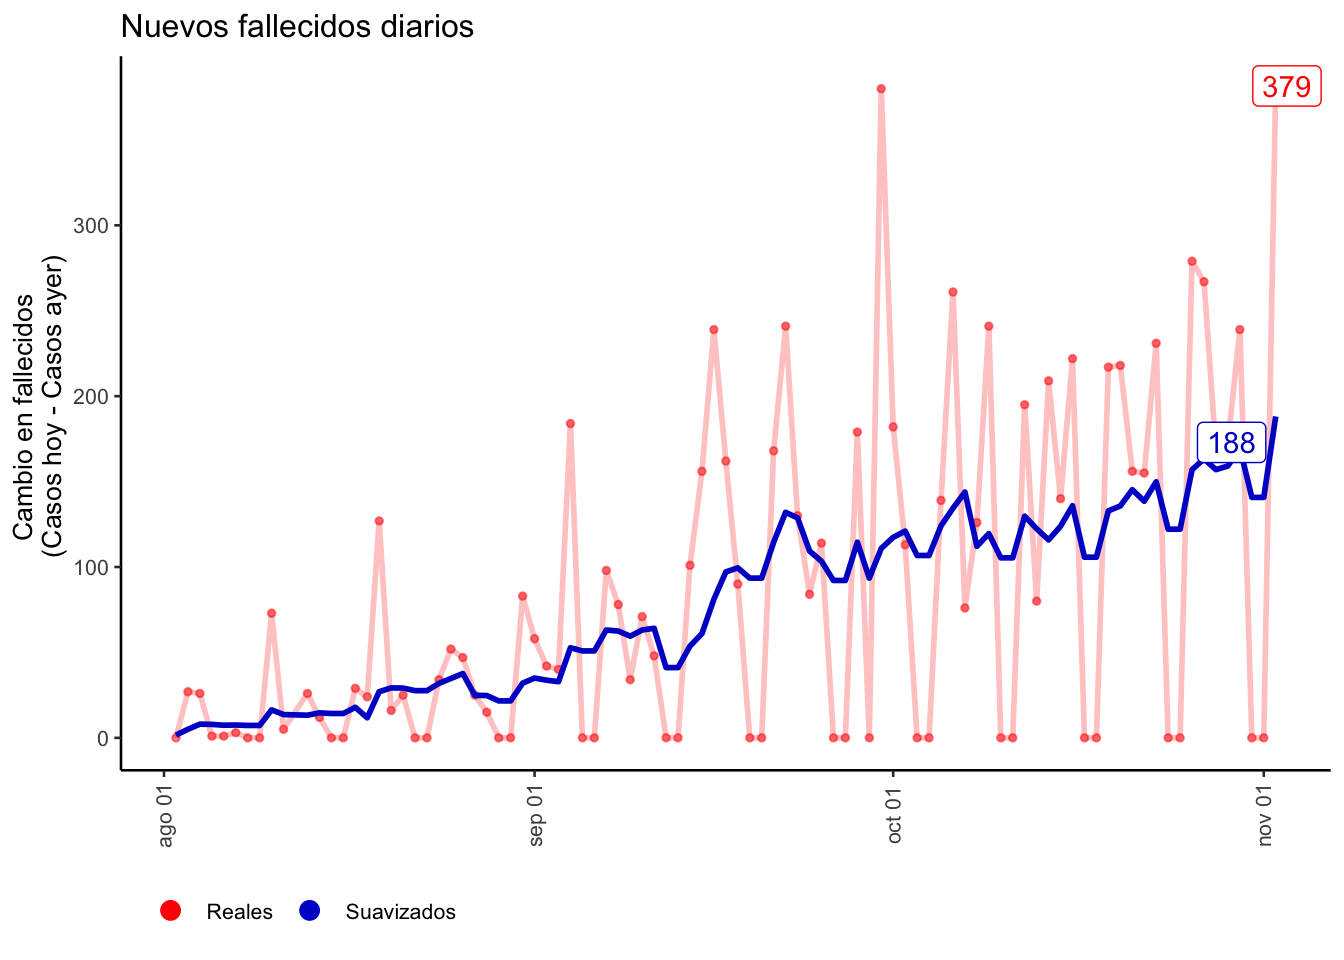 Nuevos fallecidos diarios
Cambio en fallecidos
(Casos hoy - Casos ayer)
379
300
200
188
100
0
ago 01
sep 01
oct 01
nov 01
Reales
Suavizados